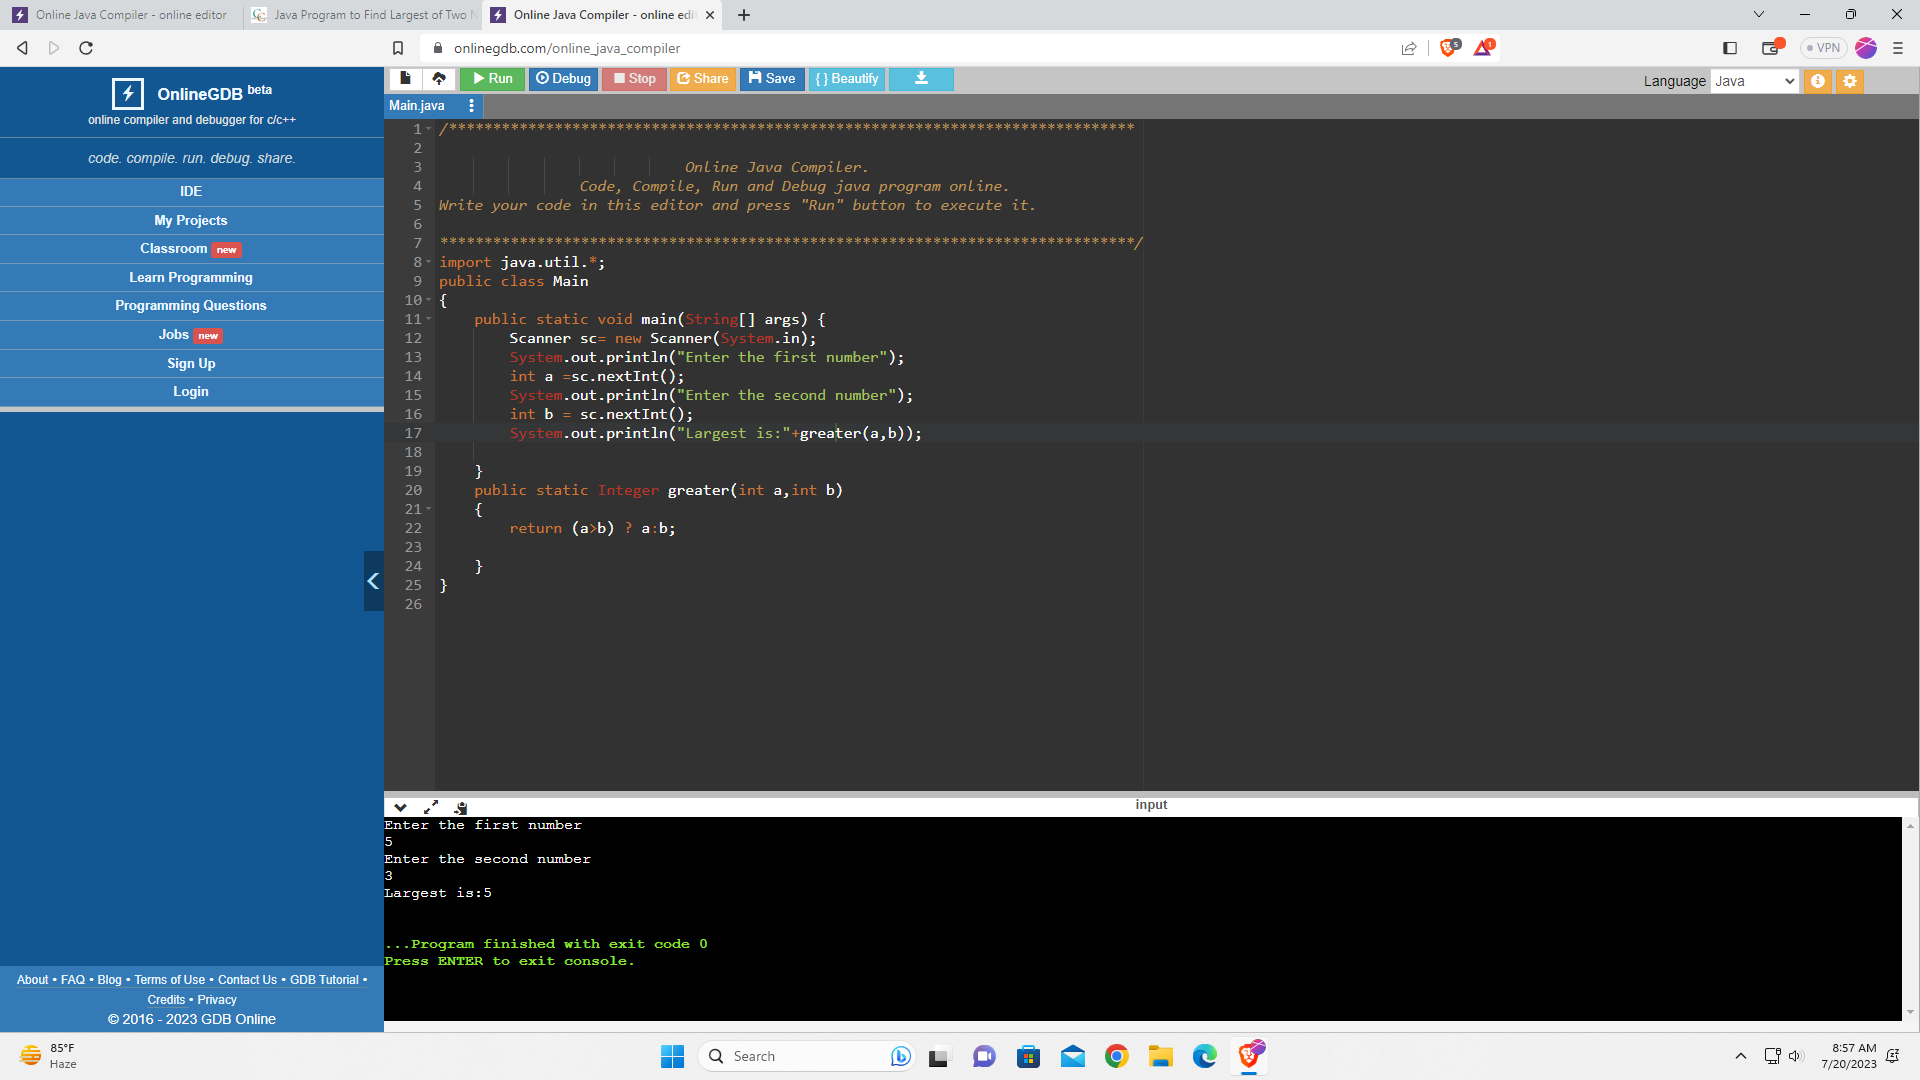 Online Java Compiler - online editor
Java Program to Find Largest of Two N
Online Java Compiler - online edi
onlinegdb.com/online_java_compiler
5
1
VPN
OnlineGDB beta
online compiler and debugger for c/c++
code. compile. run. debug. share.
IDE
My Projects
Classroom new
Learn Programming
Programming Questions
Jobs new
Sign Up
Login
About • FAQ • Blog • Terms of Use • Contact Us • GDB Tutorial •
Credits • Privacy
© 2016 - 2023 GDB Online
Run Debug Stop Share Save { } Beautify
Language Java
Main.java
1 /******************************************************************************
2
3 Online Java Compiler.
4 Code, Compile, Run and Debug java program online.
5 Write your code in this editor and press "Run" button to execute it.
6
7 *******************************************************************************/
8 import java.util.*;
9 public class Main
10 {
11 public static void main(String[] args) {
12 Scanner sc= new Scanner(System.in);
13 System.out.println("Enter the first number");
14 int a =sc.nextInt();
15 System.out.println("Enter the second number");
16 int b = sc.nextInt();
17 System.out.println("Largest is:"+greater(a,b));
18
19 }
20 public static Integer greater(int a,int b)
21 {
22 return (a>b) ? a:b;
23
24 }
25 }
26
input
Enter the first number
5
Enter the second number
3
Largest is:5
...Program finished with exit code 0
Press ENTER to exit console.
85°F
Haze
Search
8:57 AM
7/20/2023